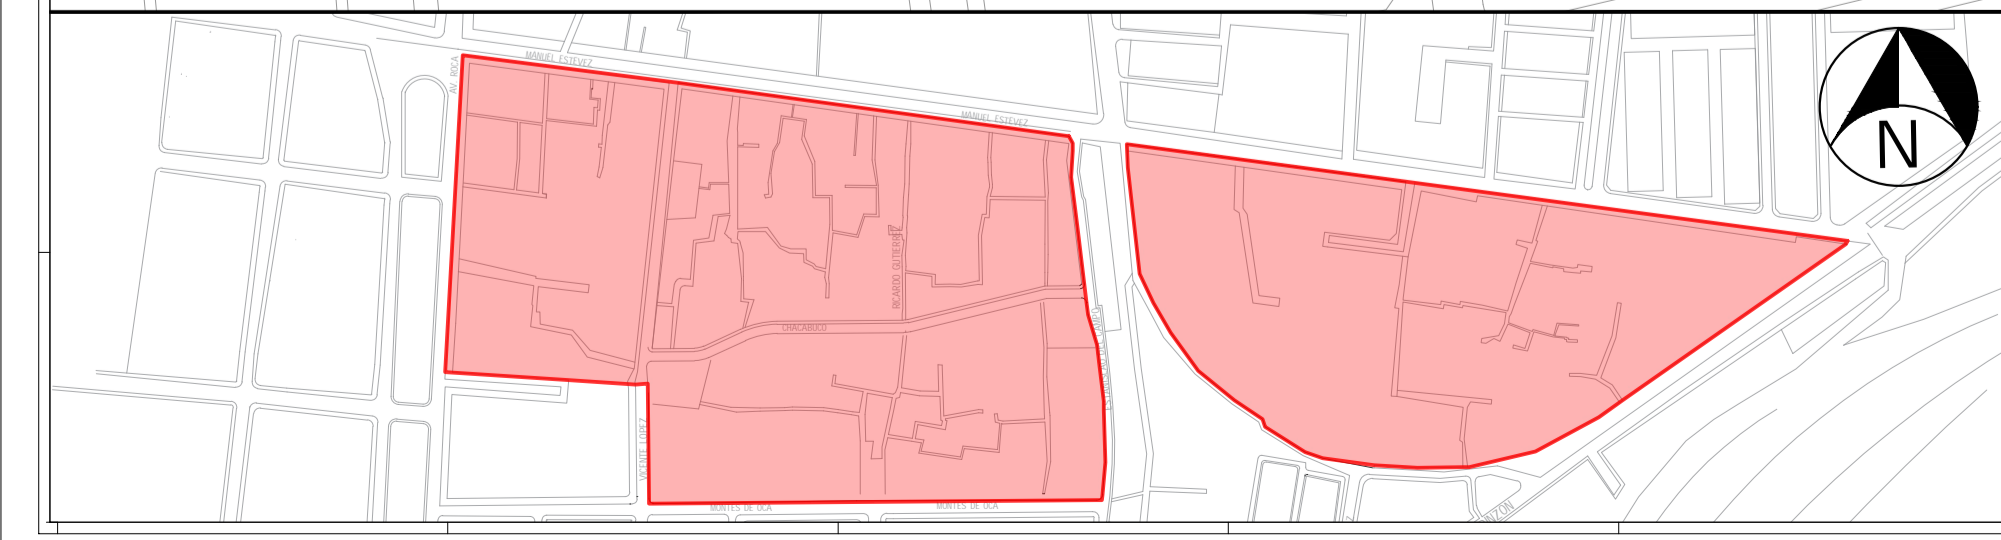 MANUEL ESTEVEZ
AV. ROCA
MANUEL ESTEVEZ
N
RICARDO GUTIERREZ
CHACABUCO
VICENTE LOPEZ
MONTES DE OCA
MONTES DE OCA